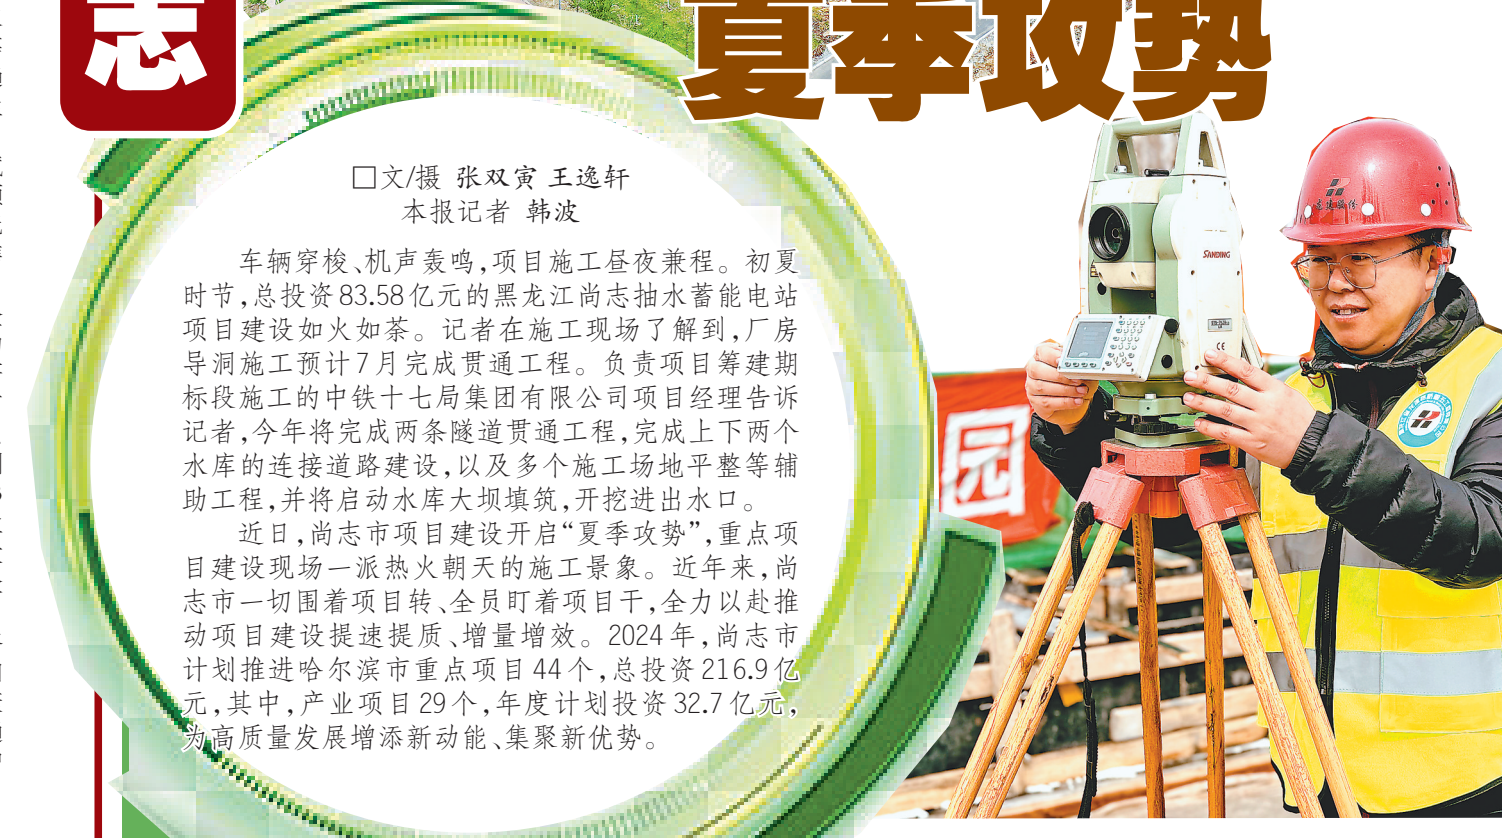 志
夏季攻势
□文/摄 张双寅 王逸轩
本报记者 韩波
车辆穿梭、机声轰鸣,项目施工昼夜兼程。初夏
时节,总投资83.58亿元的黑龙江尚志抽水蓄能电站
项目建设如火如荼。记者在施工现场了解到,厂房
导洞施工预计7月完成贯通工程。负责项目筹建期
标段施工的中铁十七局集团有限公司项目经理告诉
记者,今年将完成两条隧道贯通工程,完成上下两个
水库的连接道路建设,以及多个施工场地平整等辅
助工程,并将启动水库大坝填筑,开挖进出水口。
近日,尚志市项目建设开启“夏季攻势”,重点项
目建设现场一派热火朝天的施工景象。近年来,尚
志市一切围着项目转、全员盯着项目干,全力以赴推
动项目建设提速提质、增量增效。2024年,尚志市
计划推进哈尔滨市重点项目44个,总投资216.9亿
元,其中,产业项目29个,年度计划投资32.7亿元,
为高质量发展增添新动能、集聚新优势。
SANDING
CE
园